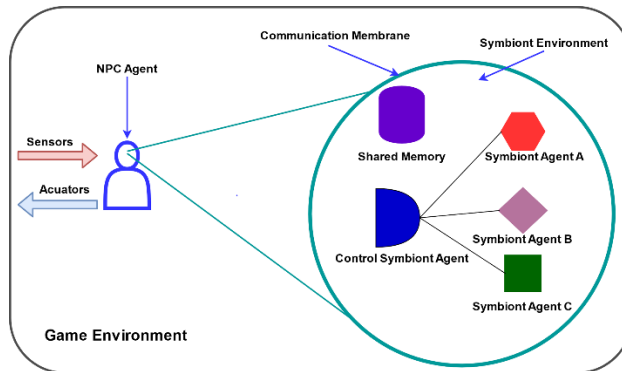 Communication Membrane
Symbiont Environment
NPC Agent
Sensors
Acuators
Shared Memory
Symbiont Agent A
Control Symbiont Agent
Symbiont Agent B
Symbiont Agent C
Game Environment